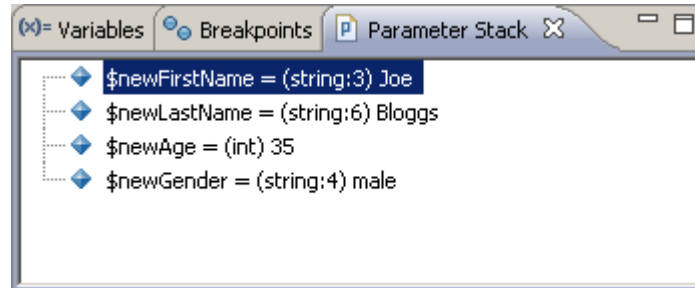 (x)= Variables Breakpoints P Parameter Stack
$newFirstName = (string:3) Joe
$newLastName = (string:6) Bloggs
$newAge = (int) 35
$newGender = (string:4) male